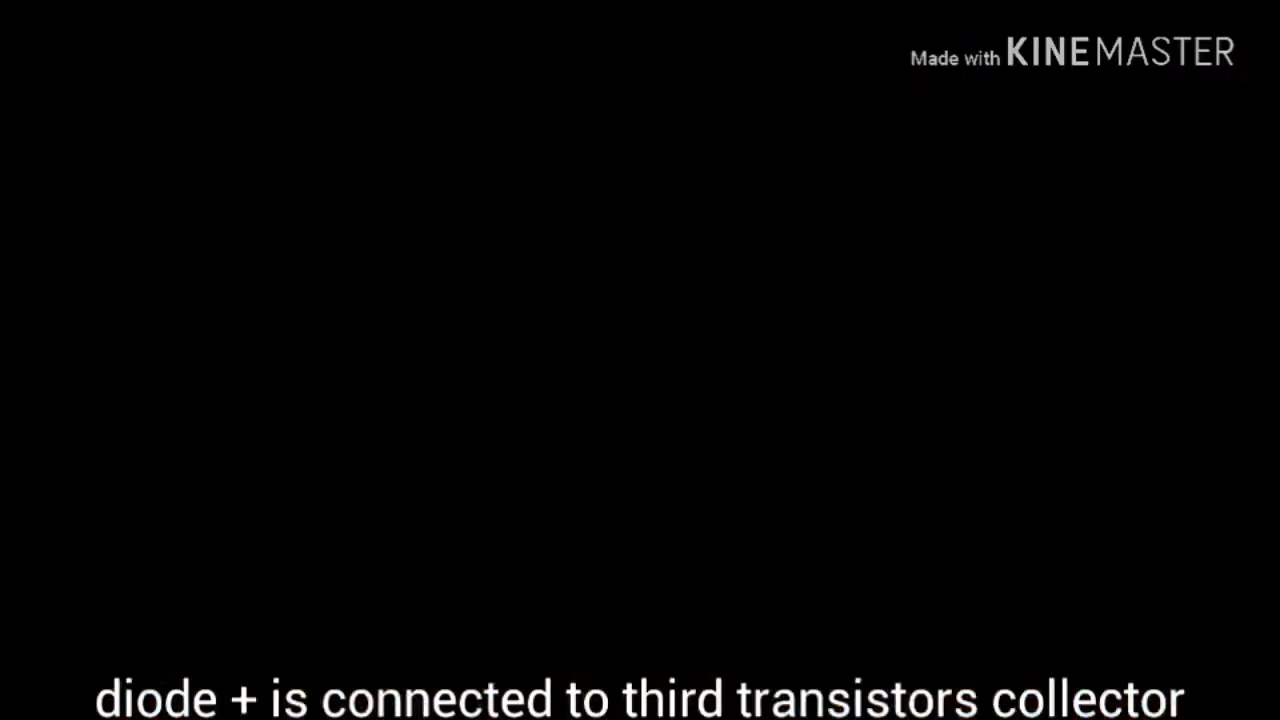 Made with KINEMASTER
diode + is connected to third transistors collector